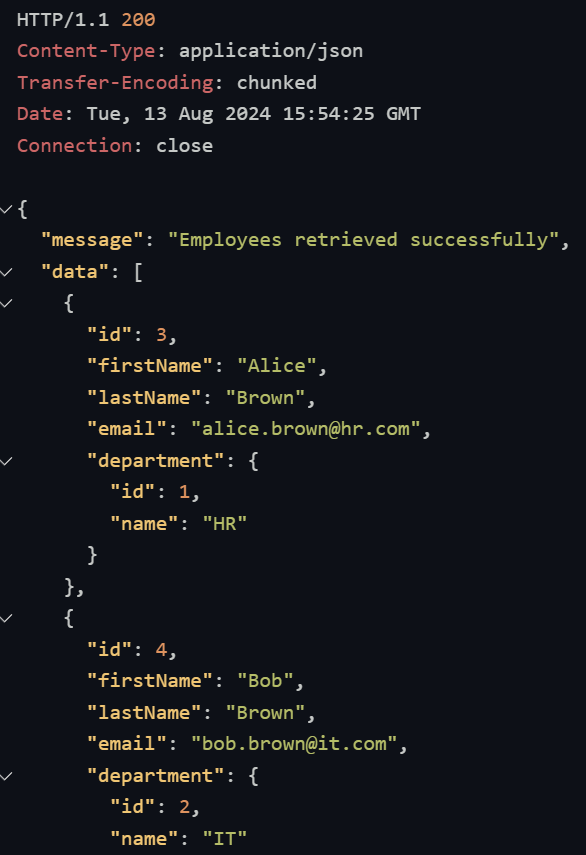 HTTP/1.1 200
Content-Type: application/json
Transfer-Encoding: chunked
Date: Tue, 13 Aug 2024 15:54:25 GMT
Connection: close
{
"message": "Employees retrieved successfully",
"data": [
{
"id": 3,
"firstName": "Alice",
"lastName": "Brown",
"email": "alice.brown@hr.com",
"department": {
"id": 1,
"name": "HR"
}
},
{
"id": 4,
"firstName": "Bob",
"lastName": "Brown",
"email": "bob.brown@it.com",
"department": {
"id": 2,
"name": "IT"